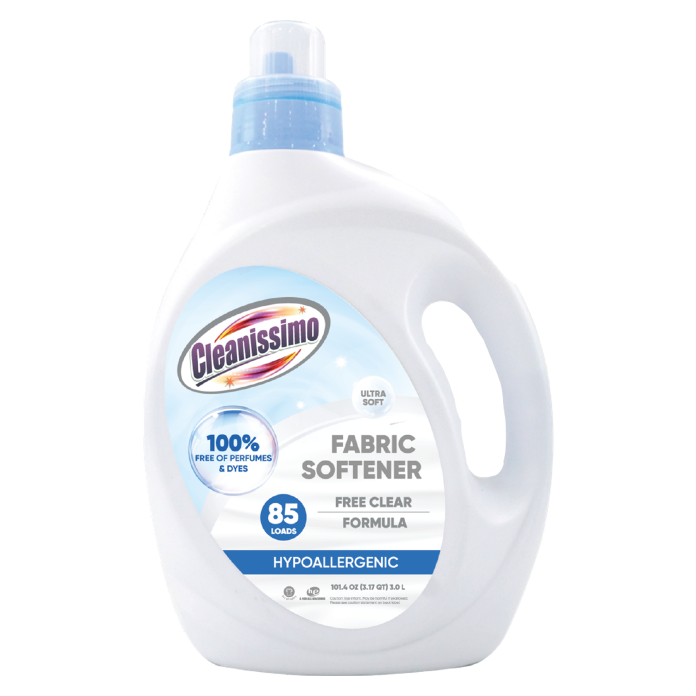 Cleanissimo
ULTRA
SOFT
100%
FREE OF PERFUMES
& DYES
FABRIC
SOFTENER
85
LOADS
FREE CLEAR
FORMULA
HYPOALLERGENIC
101.4 OZ (3.17 QT) 3.0 L
he